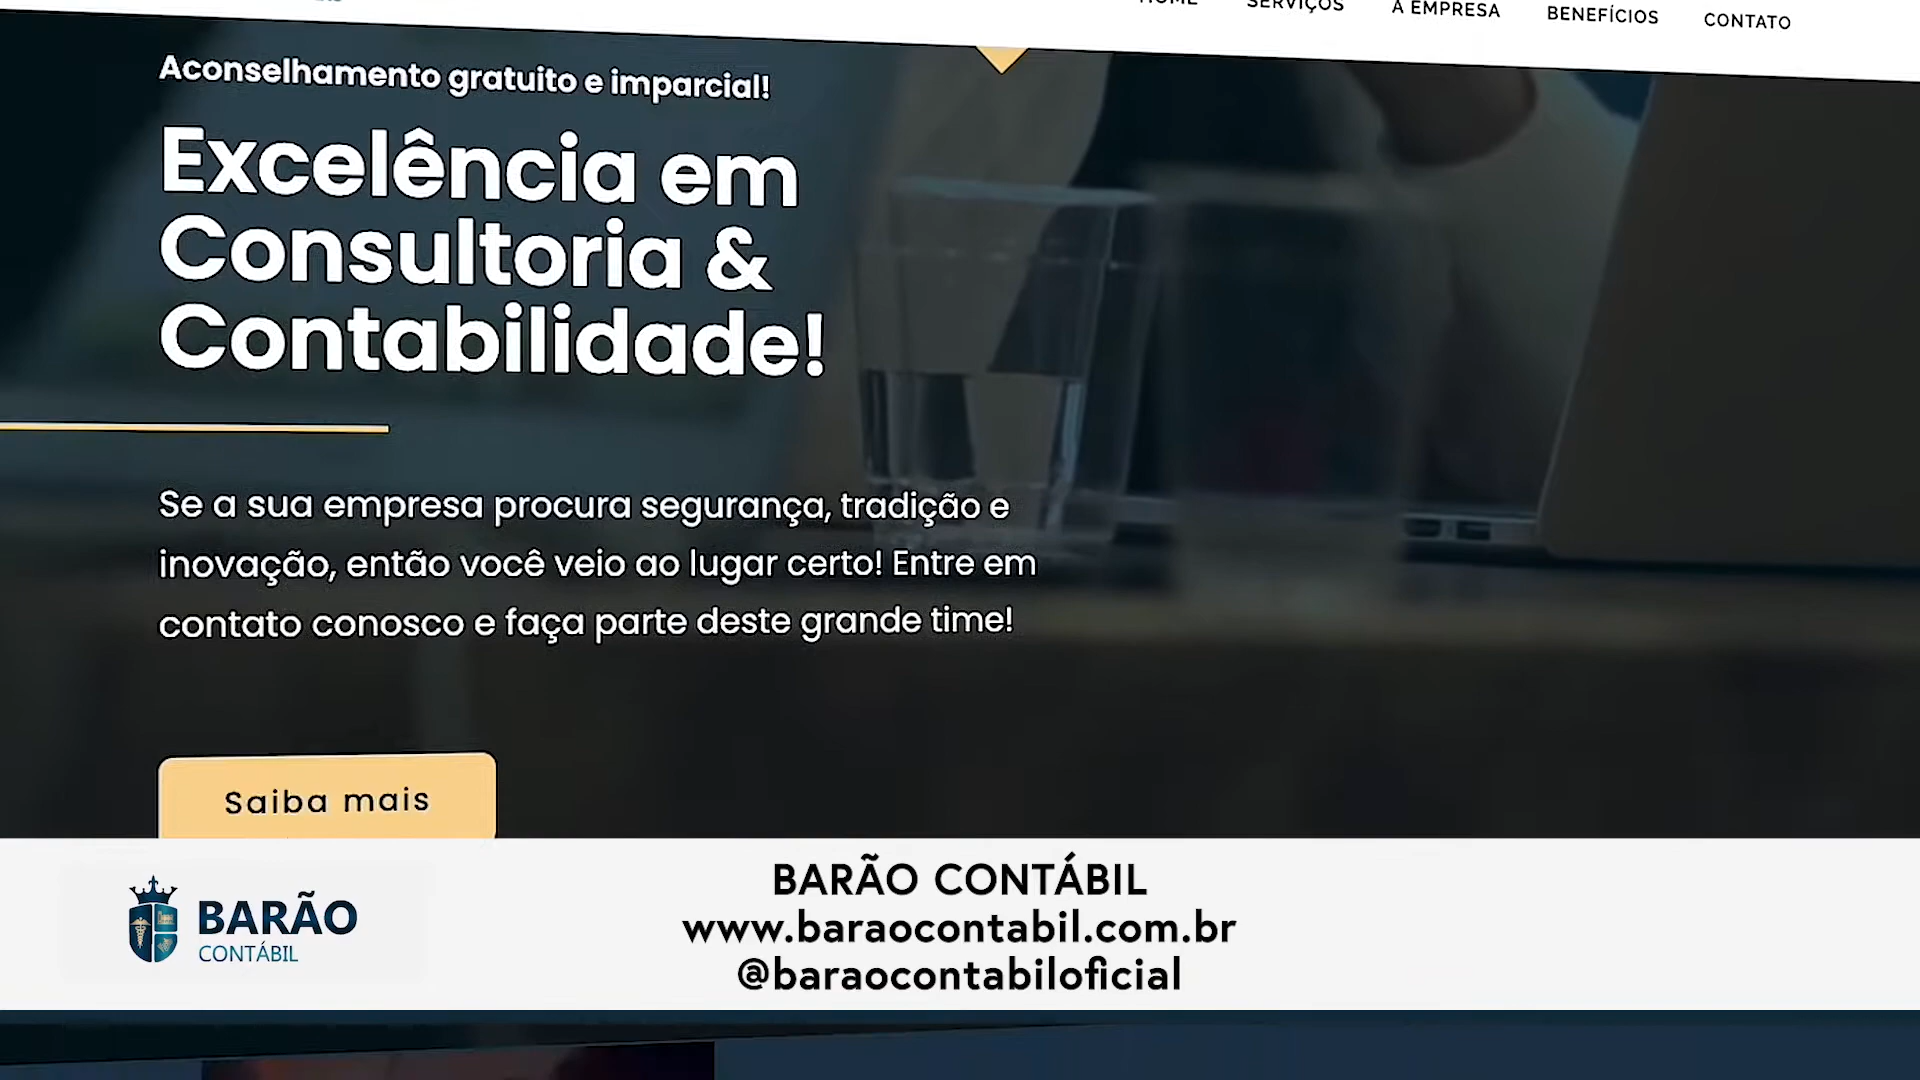 HOME SERVIÇOS A EMPRESA BENEFÍCIOS CONTATO
Aconselhamento gratuito e imparcial!
Excelência em
Consultoria &
Contabilidade!
Se a sua empresa procura segurança, tradição e
inovação, então você veio ao lugar certo! Entre em
contato conosco e faça parte deste grande time!
Saiba mais
BARÃO
CONTÁBIL
BARÃO CONTÁBIL
www.baraocontabil.com.br
@baraocontabiloficial